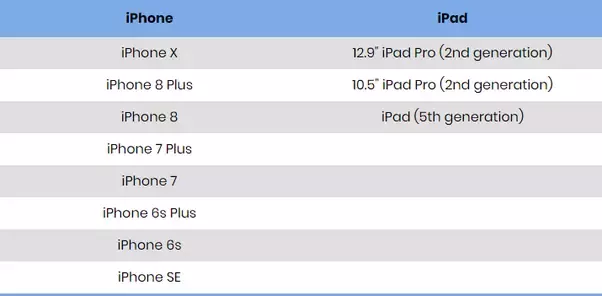 iPhone iPad
iPhone X 12.9" iPad Pro (2nd generation)
iPhone 8 Plus 10.5" iPad Pro (2nd generation)
iPhone 8 iPad (5th generation)
iPhone 7 Plus
iPhone 7
iPhone 6s Plus
iPhone 6s
iPhone SE